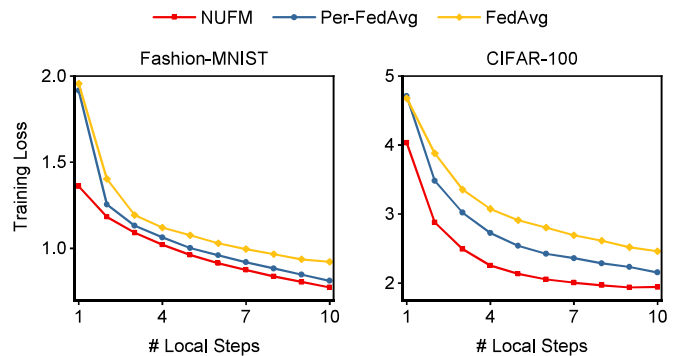 NUFM Per-FedAvg FedAvg
Fashion-MNIST CIFAR-100
Training Loss
2.0
1.5
1.0
1 4 7 10
# Local Steps
5
4
3
2
1 4 7 10
# Local Steps